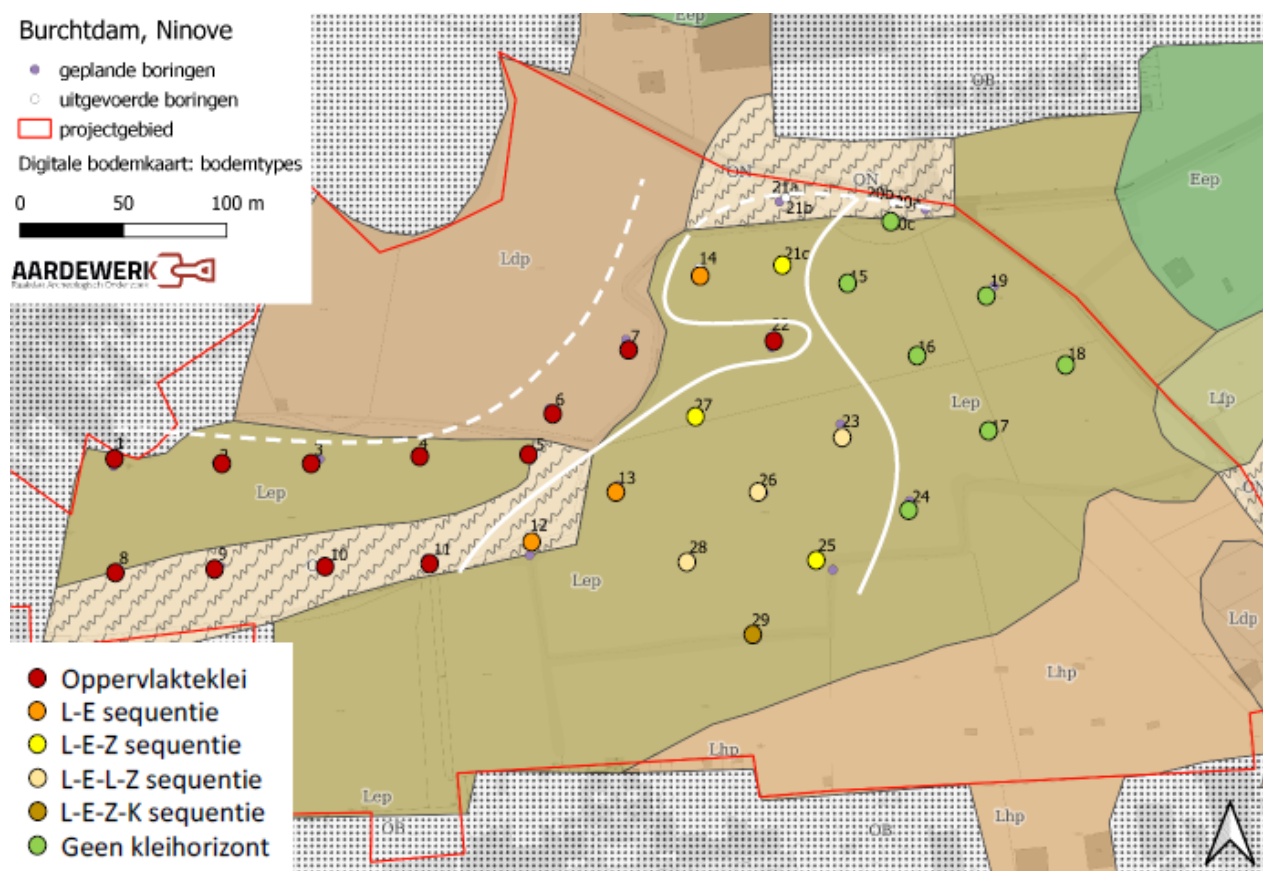 Burchtdam, Ninove
geplande boringen
uitgevoerde boringen
projectgebied
Digitale bodemkaart: bodemtypes
0 50 100 m
AARDEWERK
Eep
OB
ON
ON
Eep
21a
20b
21b
Ldp
14
21c
15
19
7
22
16
18
Lep
Lfp
6
27
23
17
1
2
3
4
5
Lep
13
26
24
ON
12
8
9
10
11
28
25
Lep
29
Ldp
Lhp
Lhp
Lep
OB
OB
Lhp
Oppervlakteklei
L-E sequentie
L-E-Z sequentie
L-E-L-Z sequentie
L-E-Z-K sequentie
Geen kleihorizont